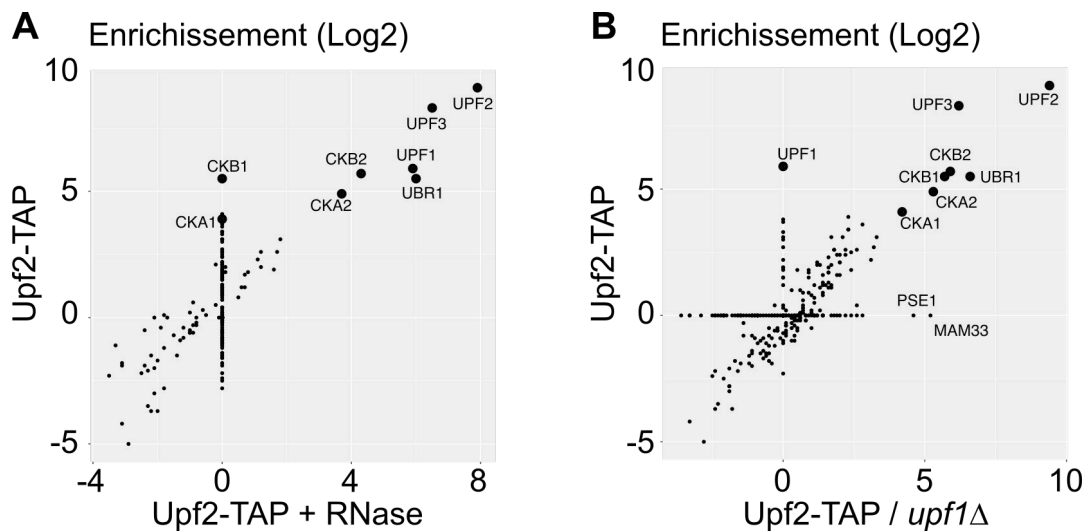 A Enrichissement (Log2)
10
5
0
-5
Upf2-TAP
UPF2
UPF3
CKB1
CKB2
UPF1
UBR1
CKA2
CKA1
-4 0 4 8
Upf2-TAP + RNase
B Enrichissement (Log2)
10
5
0
-5
Upf2-TAP
UPF3
UPF2
UPF1
CKB2
CKB1
UBR1
CKA2
CKA1
PSE1
MAM33
0 5 10
Upf2-TAP / upf1Δ